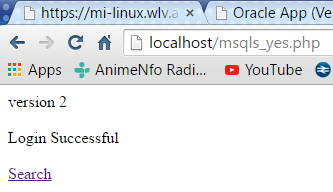 https://mi-linux.wlv.a
Oracle App (Ve
localhost/msqls_yes.php
Apps AnimeNfo Radi... YouTube
version 2
Login Successful
Search